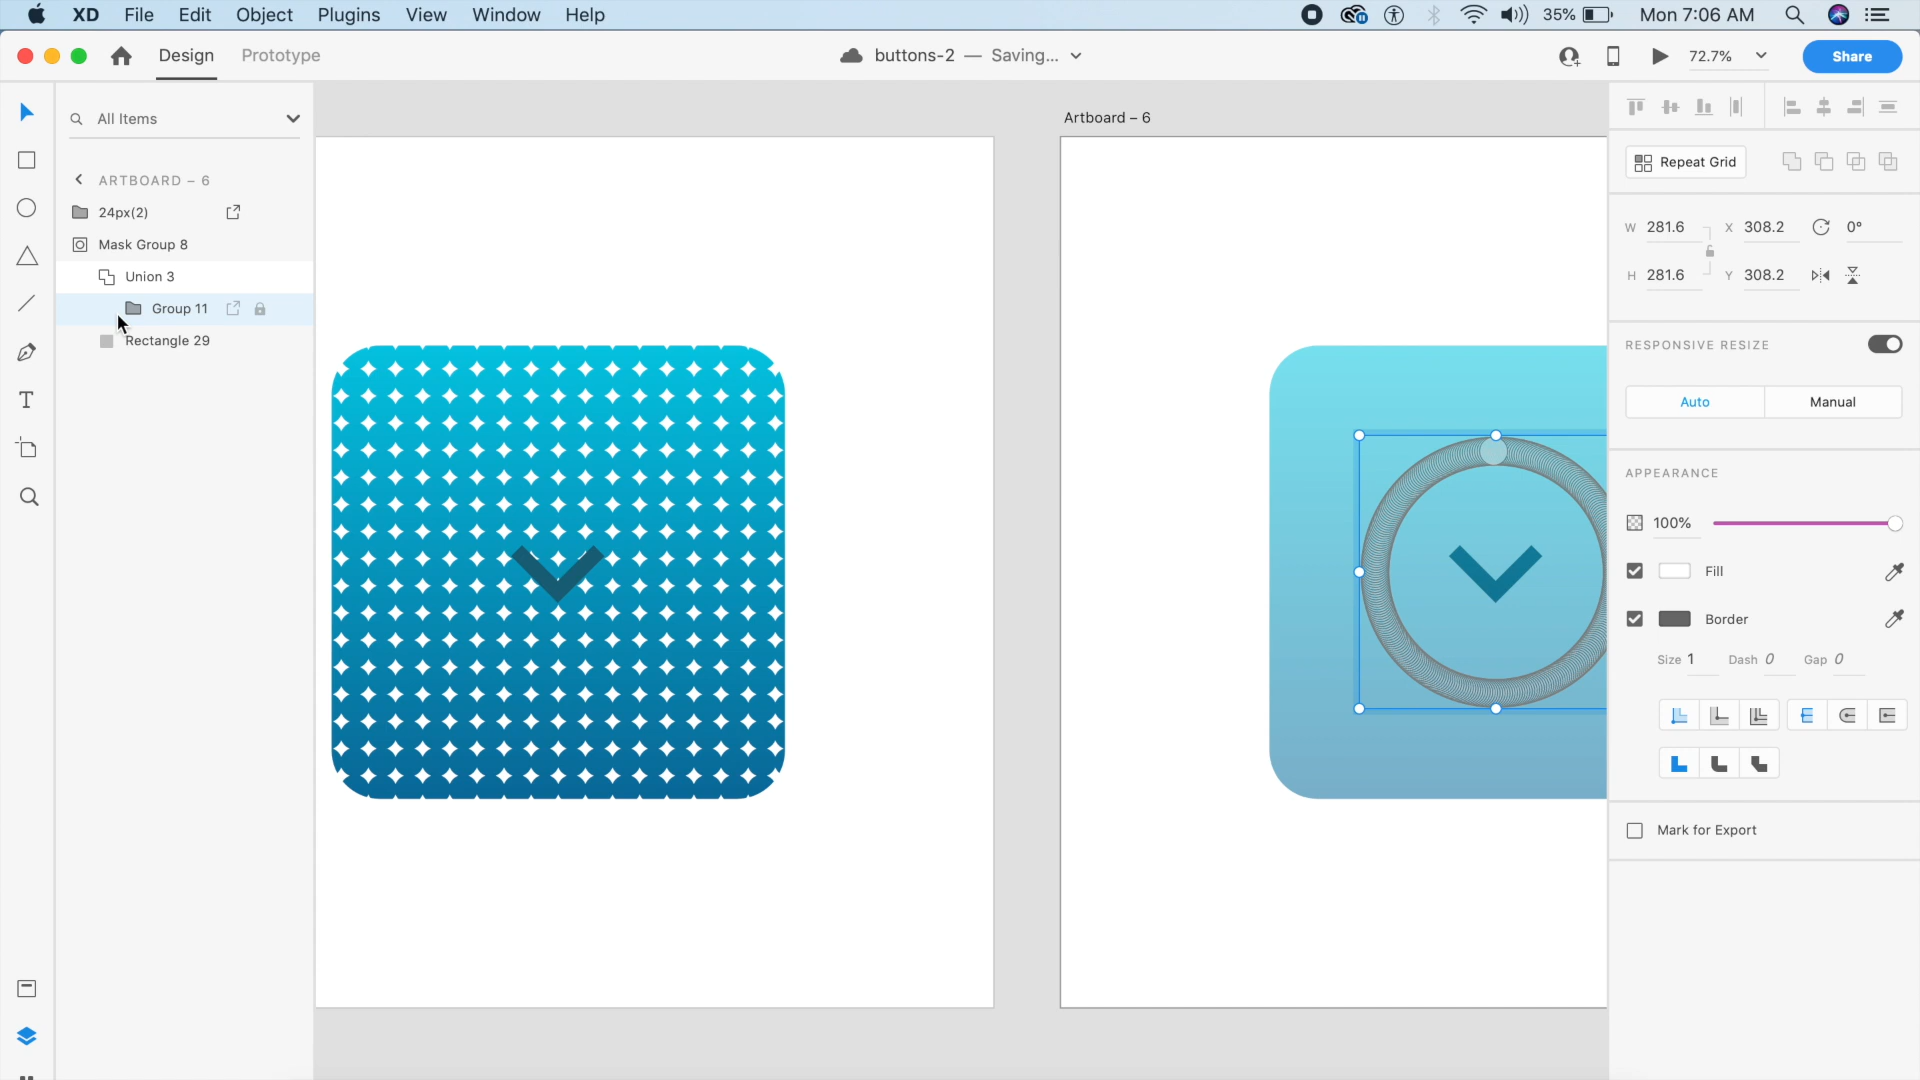 XD File Edit Object Plugins View Window Help 35% Mon 7:06 AM
Design Prototype buttons-2 — Saving... 72.7% Share
All Items
Artboard – 6
ARTBOARD – 6
24px(2)
Mask Group 8
Union 3
Group 11
Rectangle 29
Repeat Grid
W 281.6 X 308.2 0°
H 281.6 Y 308.2
RESPONSIVE RESIZE
Auto Manual
APPEARANCE
100%
Fill
Border
Size 1 Dash 0 Gap 0
Mark for Export